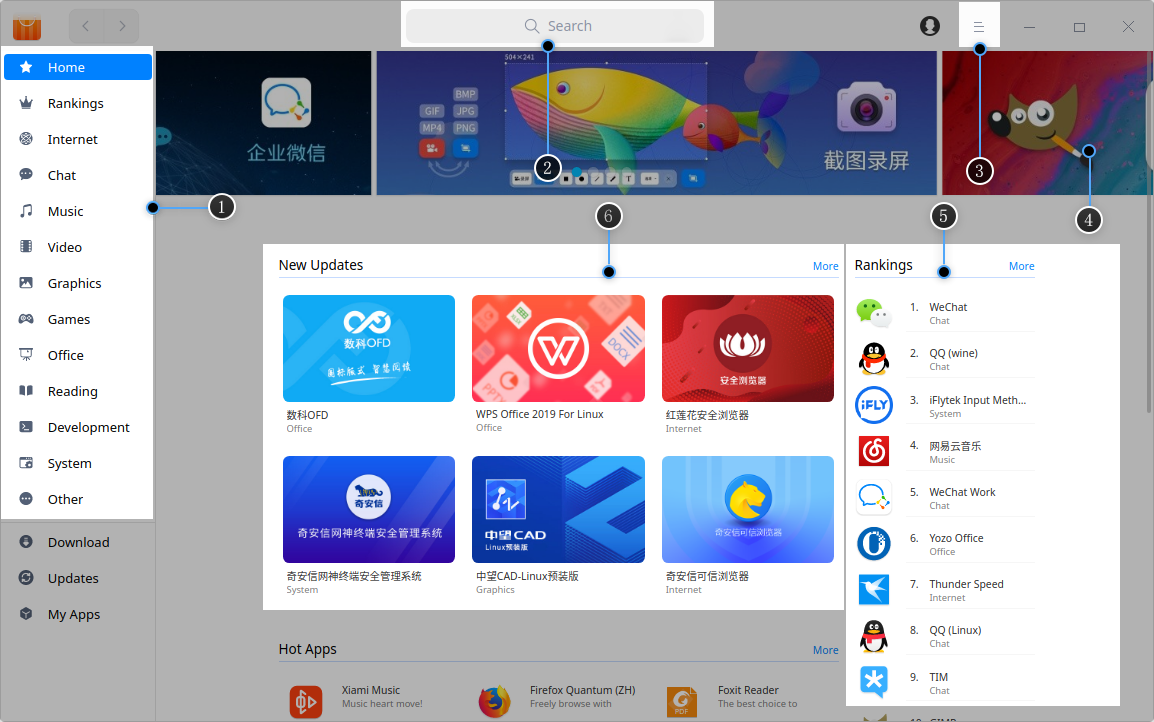 Search
Home
Rankings
Internet
Chat
Music
Video
Graphics
Games
Office
Reading
Development
System
Other
Download
Updates
My Apps
1
2
3
4
5
6
企业微信
504×241
BMP
GIF
JPG
MP4
PNG
T
截图录屏
New Updates
More
数科OFD
国标版式 智慧阅读
数科OFD
Office
PPTX
DOCX
WPS Office 2019 For Linux
Office
安全浏览器
红莲花安全浏览器
Internet
奇安信
奇安信网神终端安全管理系统
奇安信网神终端安全管理系统
System
中望CAD
Linux预装版
中望CAD-Linux预装版
Graphics
奇安信可信浏览器
奇安信可信浏览器
Internet
Rankings
More
1. WeChat
Chat
2. QQ (wine)
Chat
iFLY
3. iFlytek Input Meth...
System
4. 网易云音乐
Music
5. WeChat Work
Chat
6. Yozo Office
Office
7. Thunder Speed
Internet
8. QQ (Linux)
Chat
9. TIM
Chat
10. GIMP
Hot Apps
More
Xiami Music
Music heart move!
Firefox Quantum (ZH)
Freely browse with
PDF
Foxit Reader
The best choice to